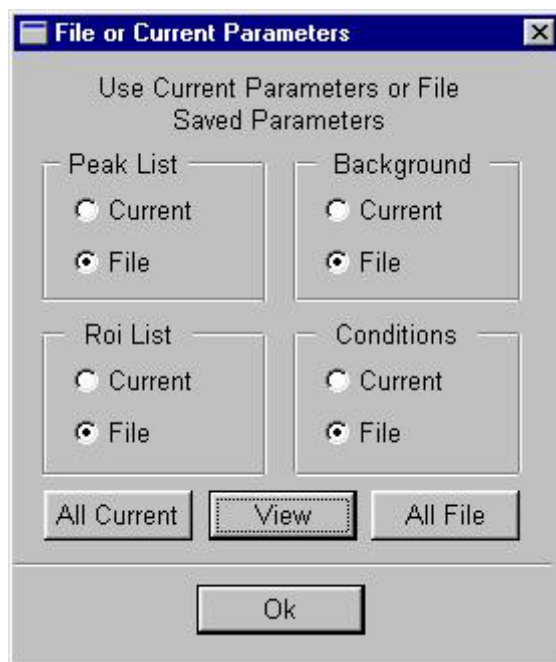 File or Current Parameters
Use Current Parameters or File
Saved Parameters
Peak List
Current
File
Background
Current
File
Roi List
Current
File
Conditions
Current
File
All Current
View
All File
Ok